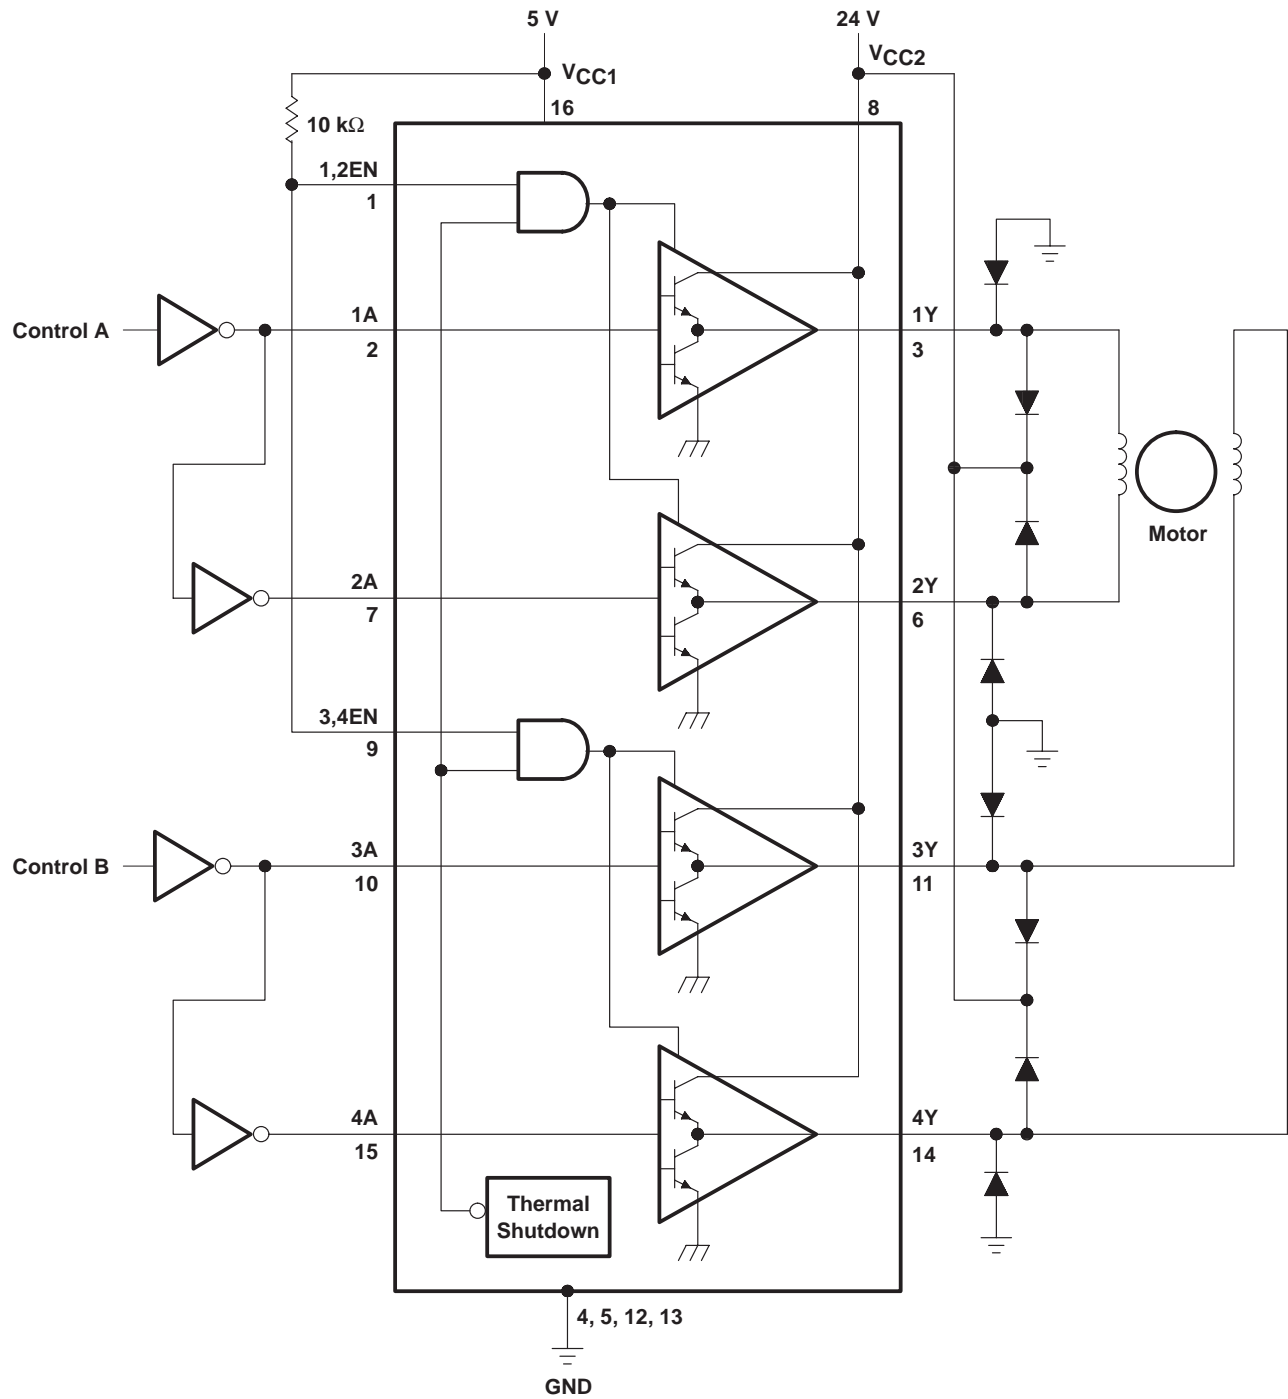 5 V
24 V
VCC1
VCC2
16
8
10 kΩ
1,2EN
1
Control A
1A
2
1Y
3
Motor
2A
7
2Y
6
3,4EN
9
Control B
3A
10
3Y
11
4A
15
4Y
14
Thermal
Shutdown
4, 5, 12, 13
GND